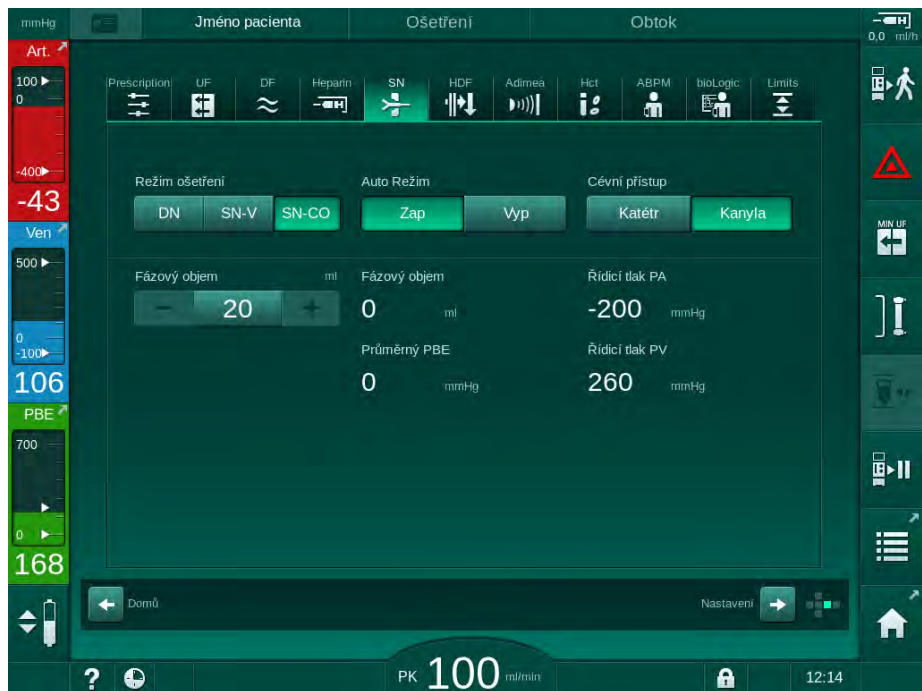 mmHg
Jméno pacienta
Ošetření
Obtok
0,0 ml/h
Art.
100
0
-400
-43
Ven
500
0
-100
106
PBE
700
0
168
Prescription
UF
DF
Heparin
SN
HDF
Adimea
Hct
ABPM
bioLogic
Limits
Režim ošetření
Auto Režim
Cévní přístup
DN
SN-V
SN-CO
Zap
Vyp
Katétr
Kanyla
Fázový objem ml
Fázový objem
Řídicí tlak PA
20
0 ml
-200 mmHg
Průměrný PBE
Řídicí tlak PV
0 mmHg
260 mmHg
MIN UF
Domů
Nastavení
?
PK 100 ml/min
12:14